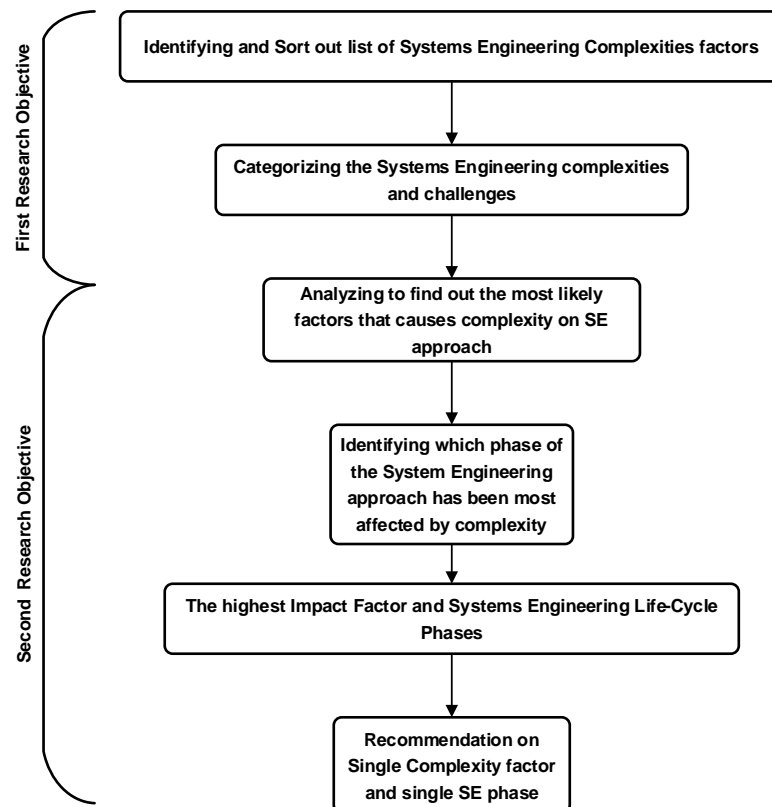 First Research Objective
Identifying and Sort out list of Systems Engineering Complexities factors
Categorizing the Systems Engineering complexities
and challenges
Second Research Objective
Analyzing to find out the most likely
factors that causes complexity on SE
approach
Identifying which phase of
the System Engineering
approach has been most
affected by complexity
The highest Impact Factor and Systems Engineering Life-Cycle
Phases
Recommendation on
Single Complexity factor
and single SE phase